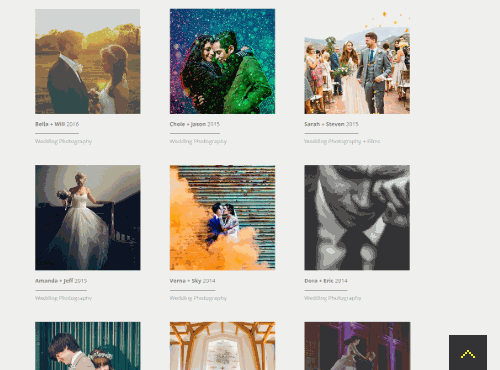 Bella + Will 2016
Wedding Photography
Chole + Jason 2015
Wedding Photography
Sarah + Steven 2015
Wedding Photography + Films
Amanda + Jeff 2015
Wedding Photography
Verna + Sky 2014
Wedding Photography
Dora + Eric 2014
Wedding Photography